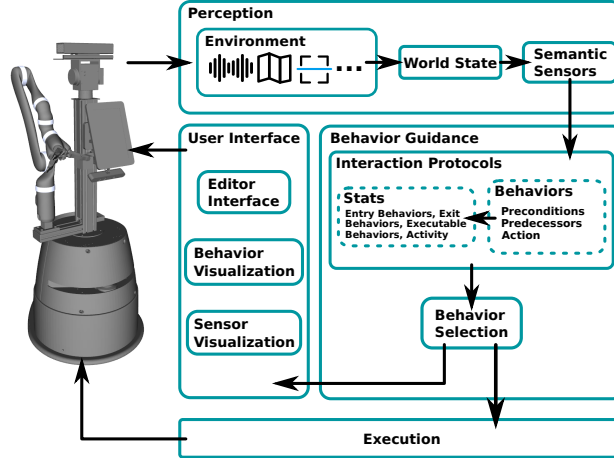 Perception
Environment
...
World State
Semantic
Sensors
User Interface
Editor
Interface
Behavior
Visualization
Sensor
Visualization
Behavior Guidance
Interaction Protocols
Stats
Entry Behaviors, Exit
Behaviors, Executable
Behaviors, Activity
Behaviors
Preconditions
Predecessors
Action
Behavior
Selection
Execution